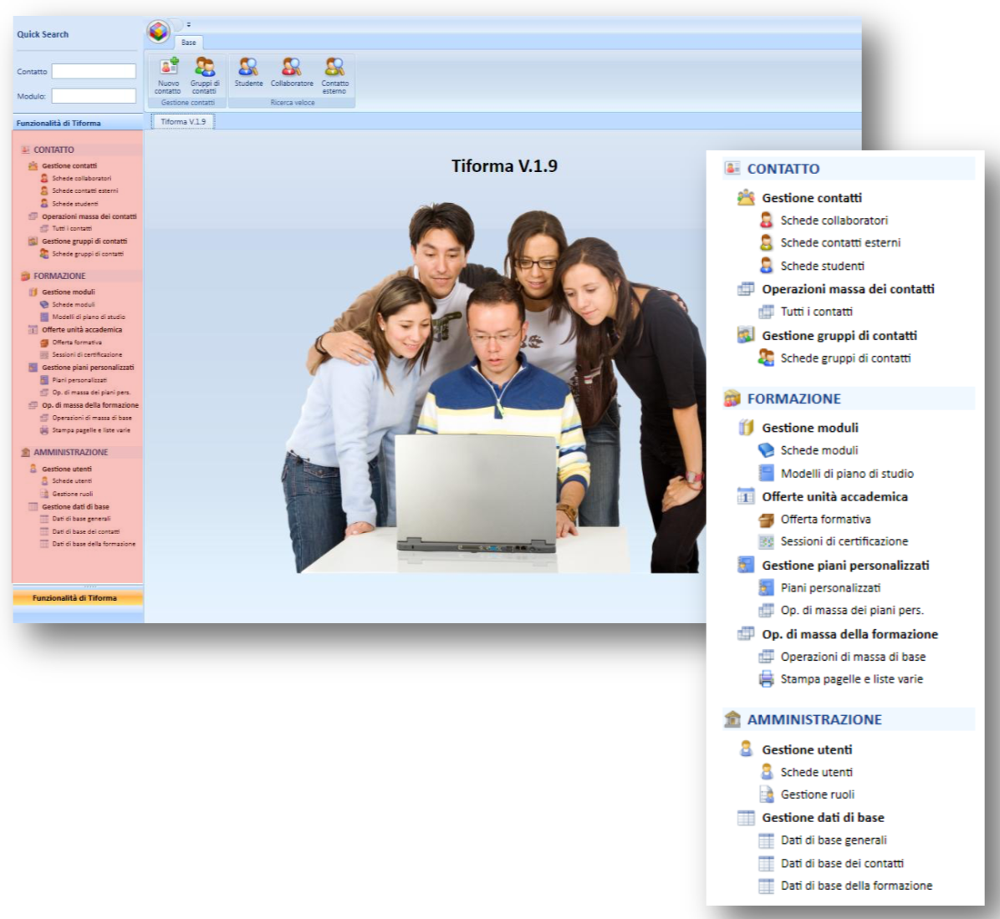 Quick Search
Contatto
Modulo:
Funzionalità di Tiforma
CONTATTO
Gestione contatti
Schede collaboratori
Schede contatti esterni
Schede studenti
Operazioni massa dei contatti
Tutti i contatti
Gestione gruppi di contatti
Schede gruppi di contatti
FORMAZIONE
Gestione moduli
Schede moduli
Modelli di piano di studio
Offerte unità accademica
Offerta formativa
Sessioni di certificazione
Gestione piani personalizzati
Piani personalizzati
Op. di massa dei piani pers.
Op. di massa della formazione
Operazioni di massa di base
Stampa pagelle e liste varie
AMMINISTRAZIONE
Gestione utenti
Schede utenti
Gestione ruoli
Gestione dati di base
Dati di base generali
Dati di base dei contatti
Dati di base della formazione
Funzionalità di Tiforma
Base
Nuovo contatto
Gruppi di contatti
Studente
Collaboratore
Contatto esterno
Gestione contatti
Ricerca veloce
Tiforma V.1.9
Tiforma V.1.9
CONTATTO
Gestione contatti
Schede collaboratori
Schede contatti esterni
Schede studenti
Operazioni massa dei contatti
Tutti i contatti
Gestione gruppi di contatti
Schede gruppi di contatti
FORMAZIONE
Gestione moduli
Schede moduli
Modelli di piano di studio
Offerte unità accademica
Offerta formativa
Sessioni di certificazione
Gestione piani personalizzati
Piani personalizzati
Op. di massa dei piani pers.
Op. di massa della formazione
Operazioni di massa di base
Stampa pagelle e liste varie
AMMINISTRAZIONE
Gestione utenti
Schede utenti
Gestione ruoli
Gestione dati di base
Dati di base generali
Dati di base dei contatti
Dati di base della formazione